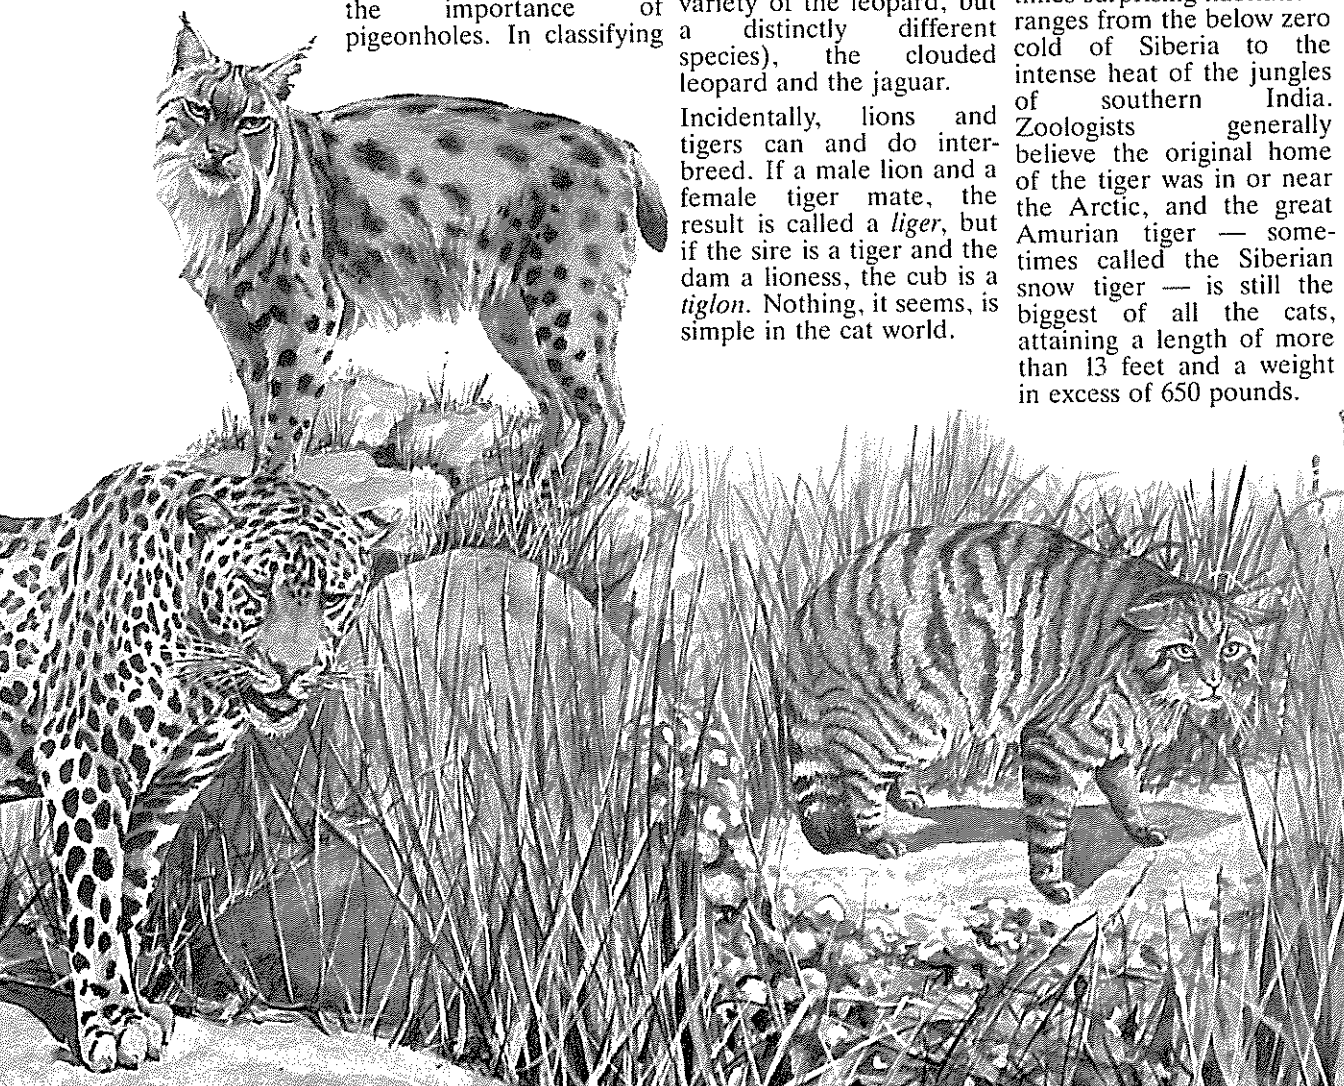 the importance of
pigeonholes. In classifying
variety of the leopard, but
a distinctly different
species), the clouded
leopard and the jaguar.
Incidentally, lions and
tigers can and do inter-
breed. If a male lion and a
female tiger mate, the
result is called a liger, but
if the sire is a tiger and the
dam a lioness, the cub is a
tiglon. Nothing, it seems, is
simple in the cat world.
ranges from the below zero
cold of Siberia to the
intense heat of the jungles
of southern India.
Zoologists generally
believe the original home
of the tiger was in or near
the Arctic, and the great
Amurian tiger — some-
times called the Siberian
snow tiger — is still the
biggest of all the cats,
attaining a length of more
than 13 feet and a weight
in excess of 650 pounds.